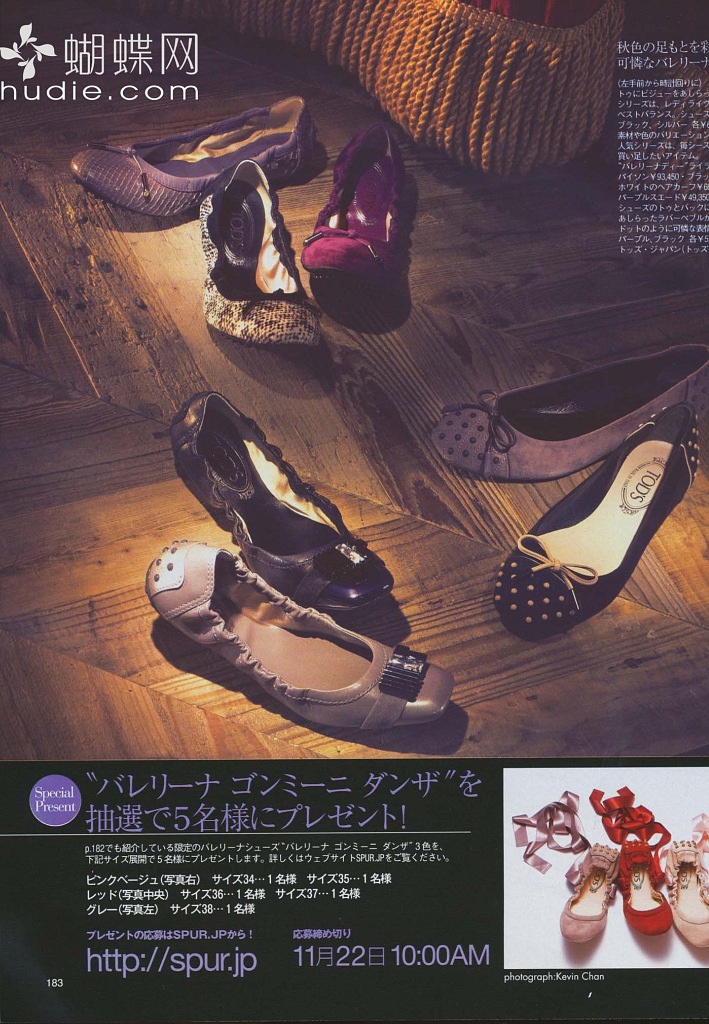 蝴蝶网
hudie.com
秋色の足もとを彩
可憐なバレリーナ
(左手前から時計回りに)
トゥにビジューをあしらっ
シリーズは、レディライク
ベストバランス。シューズ
ブラック、シルバー 各¥6
素材や色のバリエーション
人気シリーズは、毎シーズ
買い足したいアイテム。
"バレリーナディー"ライラ
パイソン¥93,450・ブラッ
ホワイトのヘアカーフ¥6
パープルスエード¥49,350
シューズのトゥとバックに
あしらったラバーペブルが
ドットのように可憐な表情
パープル、ブラック 各¥5
トッズ・ジャパン(トッズ
TOD'S
Special
Present
"バレリーナ ゴンミーニ ダンザ"を
抽選で5名様にプレゼント!
p.182でも紹介している限定のバレリーナシューズ"バレリーナ ゴンミーニ ダンザ"3色を、
下記サイズ展開で5名様にプレゼントします。詳しくはウェブサイトSPUR.JPをご覧ください。
ピンクベージュ(写真右) サイズ34…1名様 サイズ35…1名様
レッド(写真中央) サイズ36…1名様 サイズ37…1名様
グレー(写真左) サイズ38…1名様
プレゼントの応募はSPUR.JPから!
http://spur.jp
応募締め切り
11月22日 10:00AM
TOD'S
TOD'S
TOD'S
photograph:Kevin Chan
183